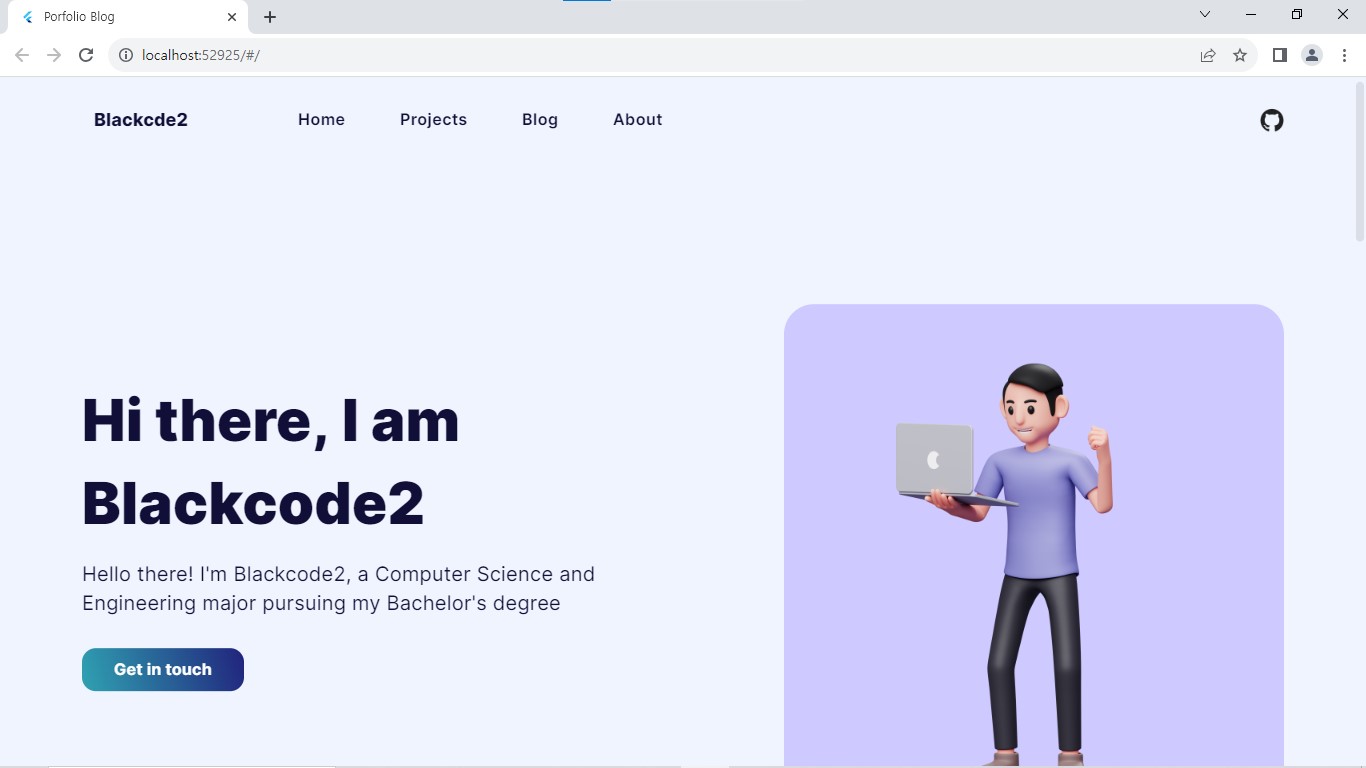 Porfolio Blog
localhost:52925/#/
Blackcde2 Home Projects Blog About
Hi there, I am
Blackcode2
Hello there! I'm Blackcode2, a Computer Science and
Engineering major pursuing my Bachelor's degree
Get in touch